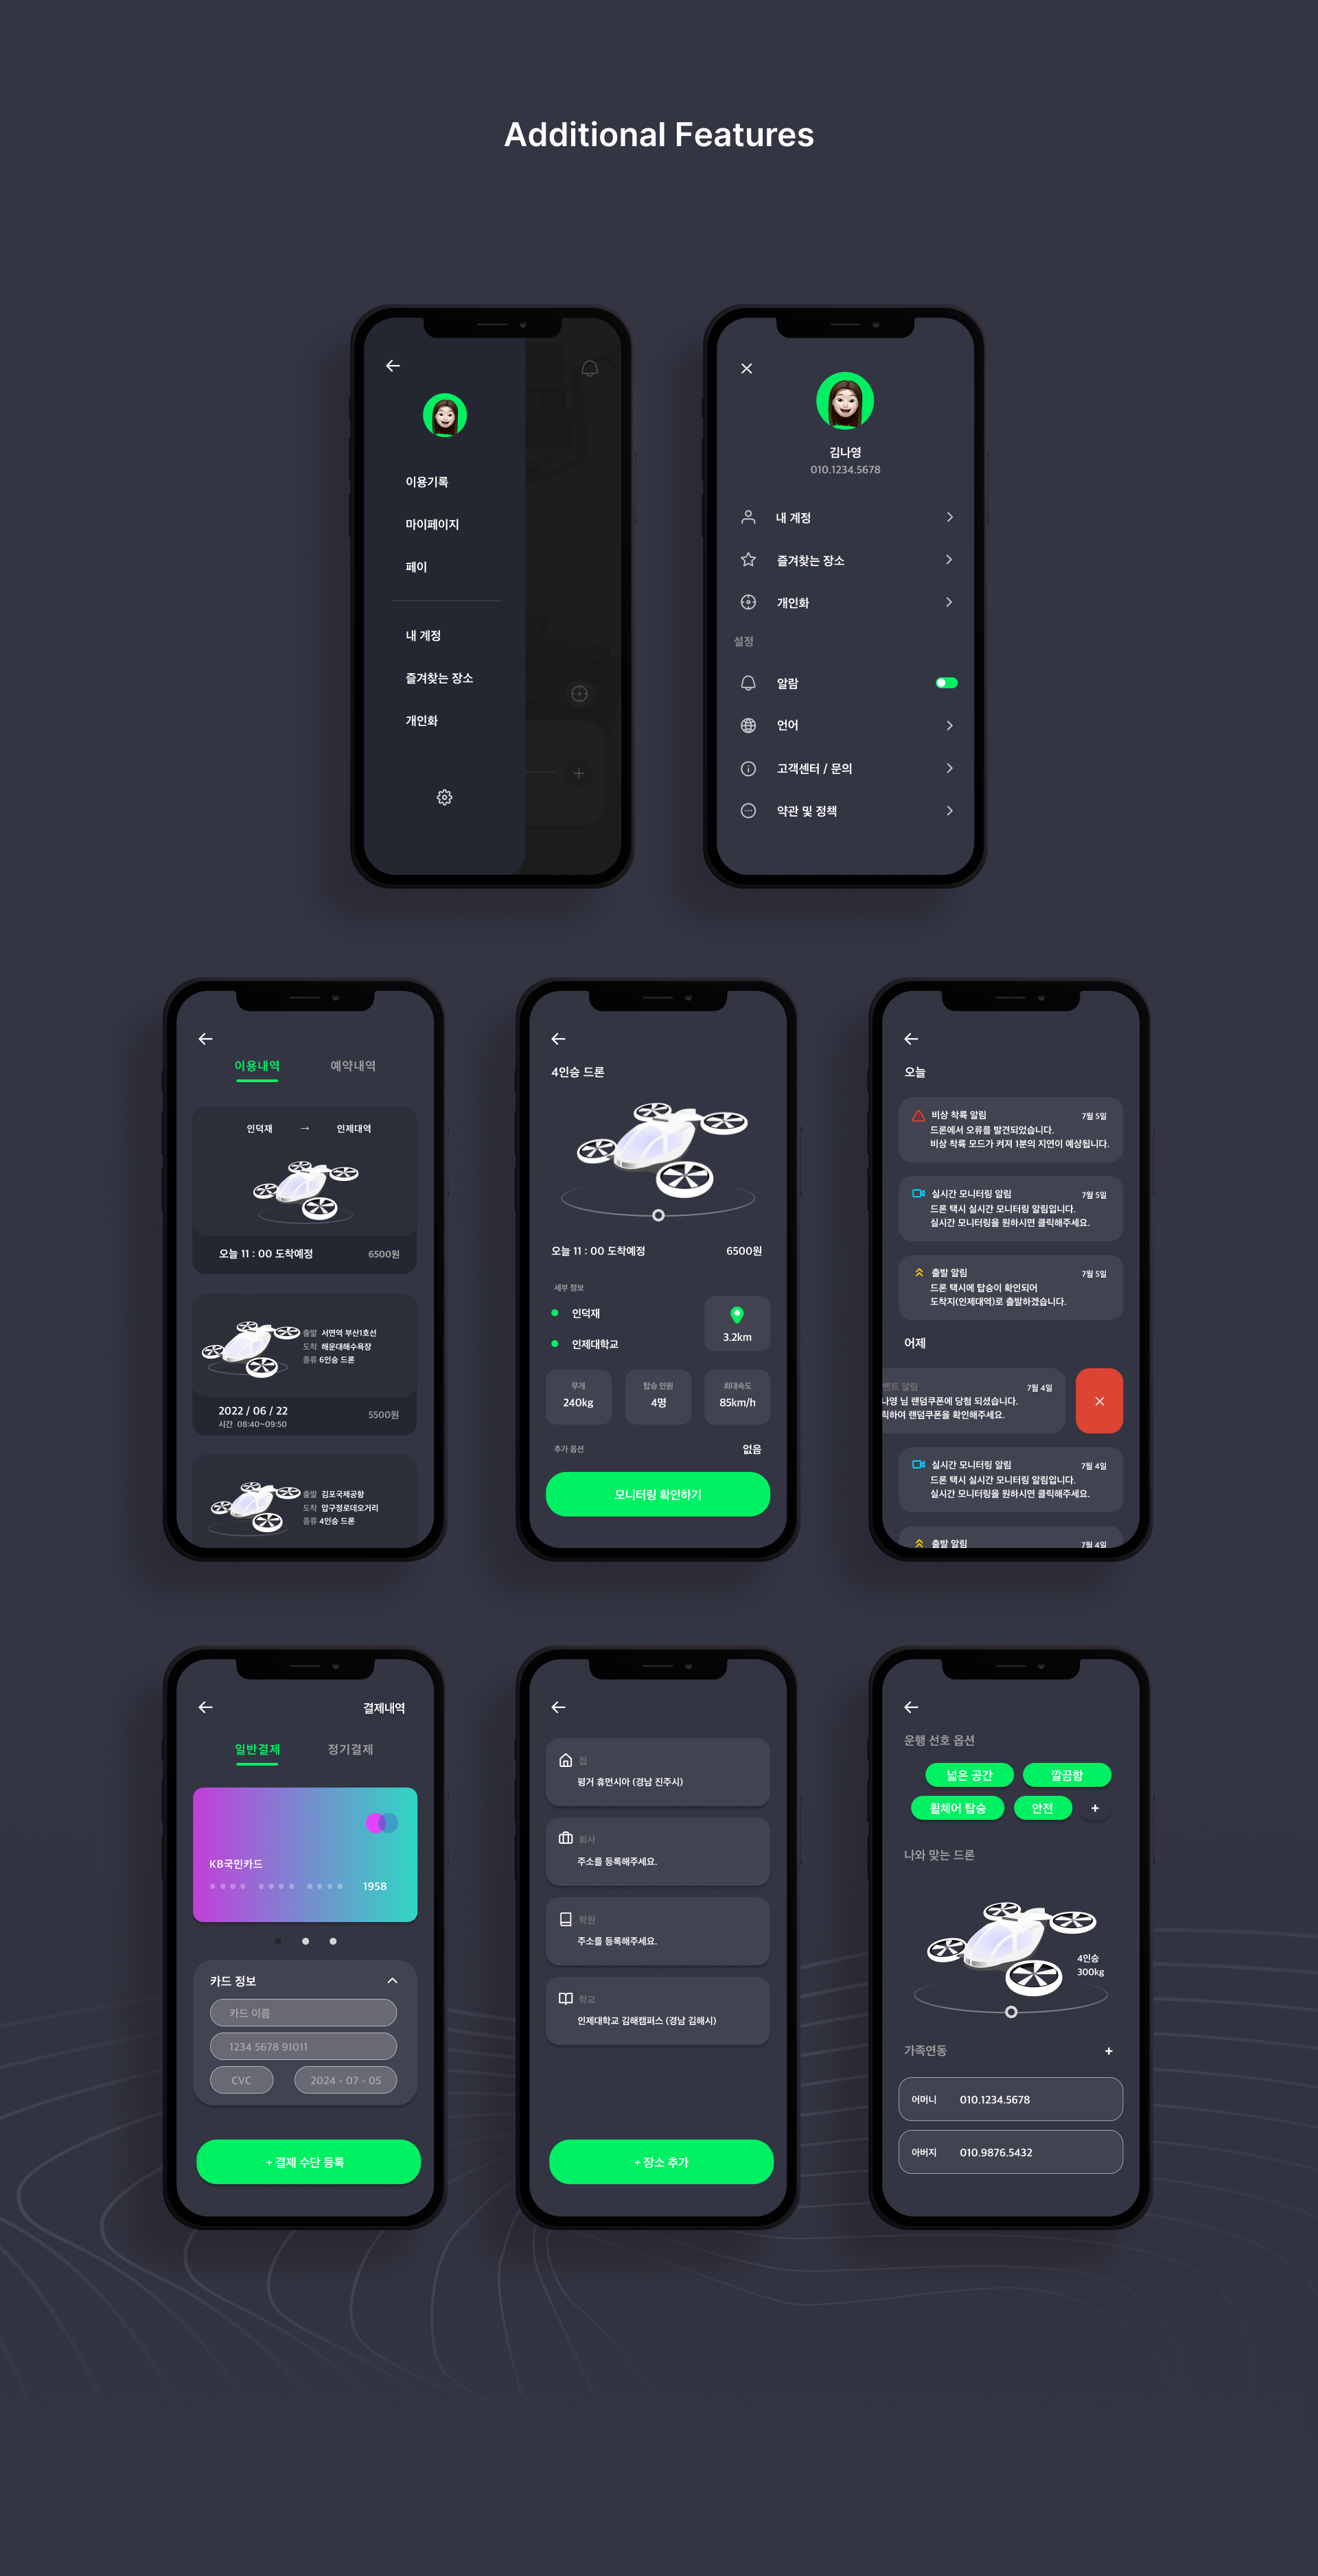 Additional Features
이용기록
마이페이지
페이
내 계정
즐겨찾는 장소
개인화
김나영
010.1234.5678
내 계정
즐겨찾는 장소
개인화
설정
알람
언어
고객센터 / 문의
약관 및 정책
이용내역 예약내역
인덕재 → 인제대역
오늘 11 : 00 도착예정 6500원
출발 서면역 부산1호선
도착 해운대해수욕장
종류 6인승 드론
2022 / 06 / 22 5500원
시간 08:40~09:50
출발 김포국제공항
도착 압구정로데오거리
종류 4인승 드론
4인승 드론
오늘 11 : 00 도착예정 6500원
세부 정보
인덕재
인제대학교
3.2km
무게 탑승 인원 최대속도
240kg 4명 85km/h
추가 옵션 없음
모니터링 확인하기
오늘
비상 착륙 알림 7월 5일
드론에서 오류를 발견되었습니다.
비상 착륙 모드가 켜져 1분의 지연이 예상됩니다.
실시간 모니터링 알림 7월 5일
드론 택시 실시간 모니터링 알림입니다.
실시간 모니터링을 원하시면 클릭해주세요.
출발 알림 7월 5일
드론 택시에 탑승이 확인되어
도착지(인제대역)로 출발하겠습니다.
어제
벤트 알림 7월 4일
나영 님 랜덤쿠폰에 당첨 되셨습니다.
릭하여 랜덤쿠폰을 확인해주세요.
실시간 모니터링 알림 7월 4일
드론 택시 실시간 모니터링 알림입니다.
실시간 모니터링을 원하시면 클릭해주세요.
출발 알림 7월 4일
결제내역
일반결제 정기결제
KB국민카드
1958
카드 정보
카드 이름
1234 5678 91011
CVC 2024 - 07 - 05
+ 결제 수단 등록
집
평거 휴먼시아 (경남 진주시)
회사
주소를 등록해주세요.
학원
주소를 등록해주세요.
학교
인제대학교 김해캠퍼스 (경남 김해시)
+ 장소 추가
운행 선호 옵션
넓은 공간 깔끔함
휠체어 탑승 안전 +
나와 맞는 드론
4인승
300kg
가족연동 +
어머니 010.1234.5678
아버지 010.9876.5432